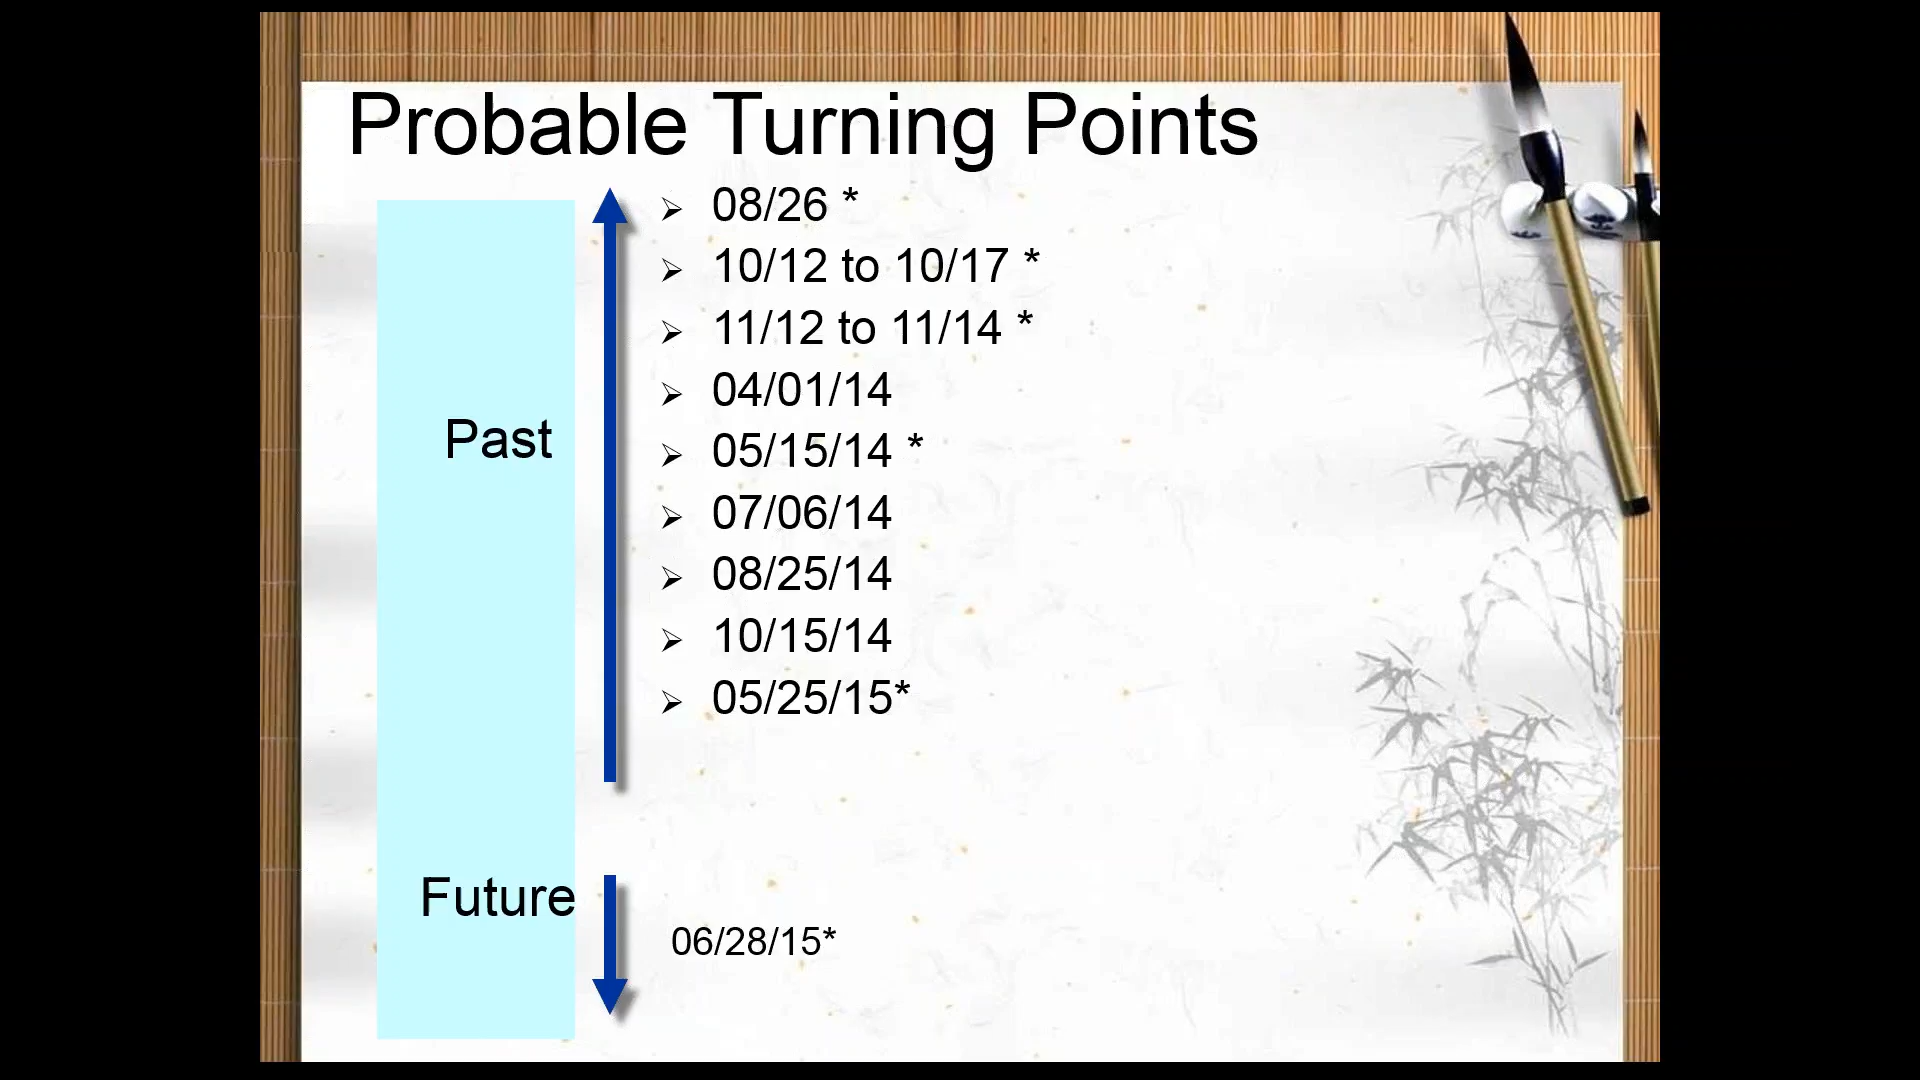 Probable Turning Points
08/26 *
10/12 to 10/17 *
11/12 to 11/14 *
04/01/14
Past
05/15/14 *
07/06/14
08/25/14
10/15/14
05/25/15*
Future
06/28/15*